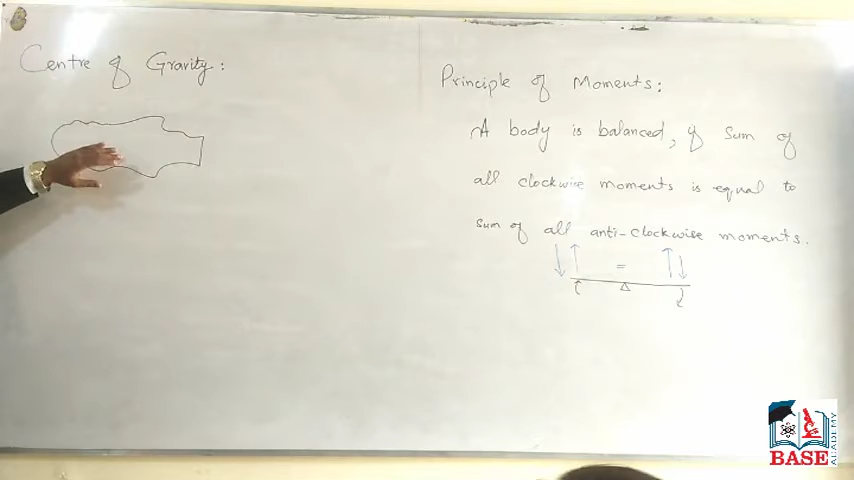 Centre of Gravity:
Principle of Moments:
A body is balanced, if sum of
all clockwise moments is equal to
sum of all anti-clockwise moments.
=
BASE
ACADEMY